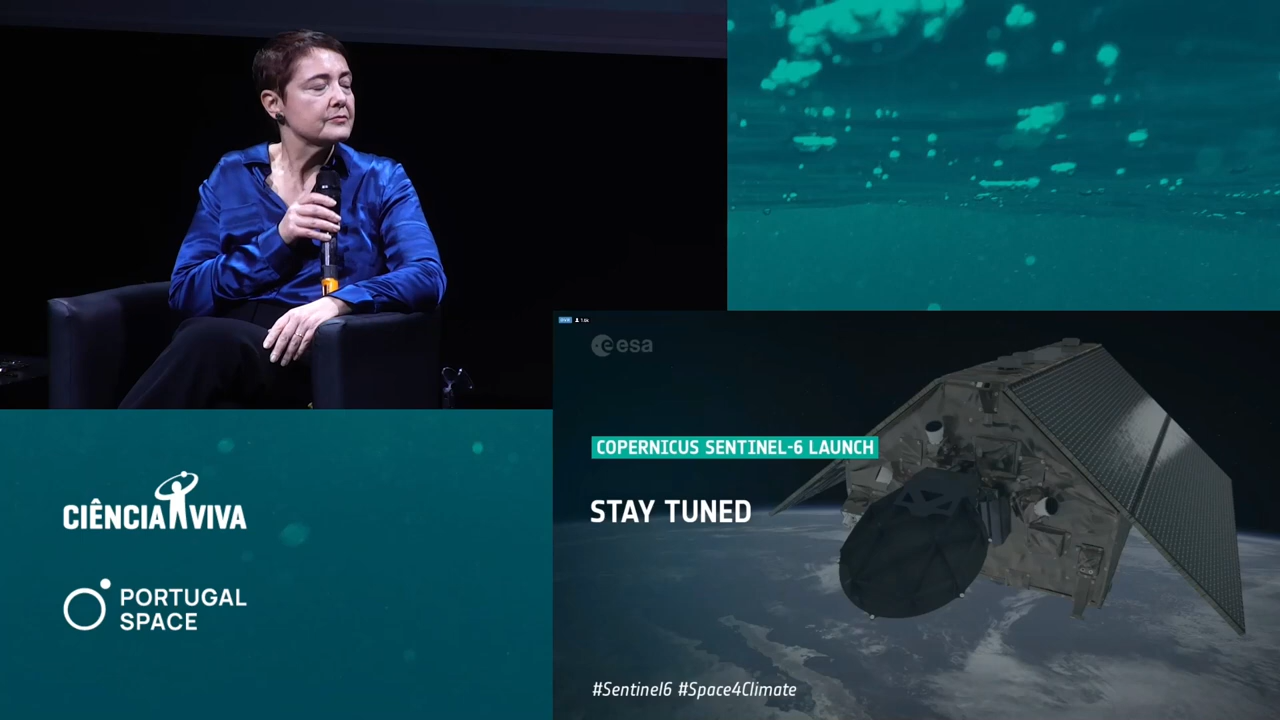 esa
COPERNICUS SENTINEL-6 LAUNCH
STAY TUNED
CIÊNCIA VIVA
PORTUGAL
SPACE
#Sentinel6 #Space4Climate